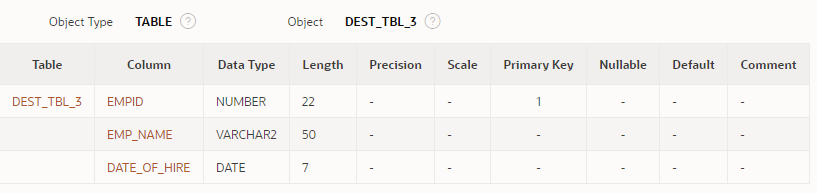 Object Type TABLE ? Object DEST_TBL_3 ?
Table Column Data Type Length Precision Scale Primary Key Nullable Default Comment
DEST_TBL_3 EMPID NUMBER 22 - - 1 - - -
EMP_NAME VARCHAR2 50 - - - - - -
DATE_OF_HIRE DATE 7 - - - - - -